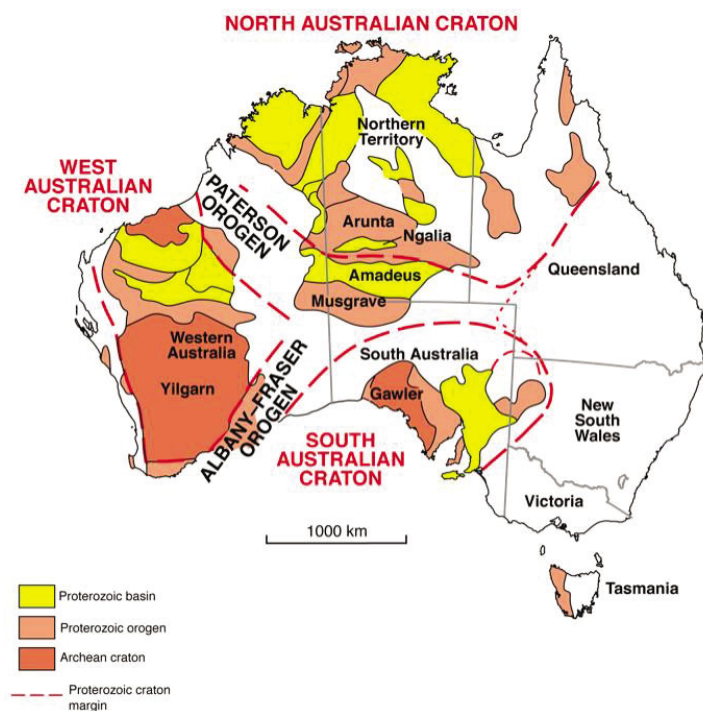 NORTH AUSTRALIAN CRATON
Northern
Territory
WEST
AUSTRALIAN
CRATON
PATERSON
OROGEN
Arunta
Ngalia
Amadeus
Queensland
Musgrave
Western
Australia
South Australia
Yilgarn
ALBANY–FRASER
OROGEN
Gawler
New
South
Wales
SOUTH
AUSTRALIAN
CRATON
Victoria
1000 km
Tasmania
Proterozoic basin
Proterozoic orogen
Archean craton
Proterozoic craton
margin